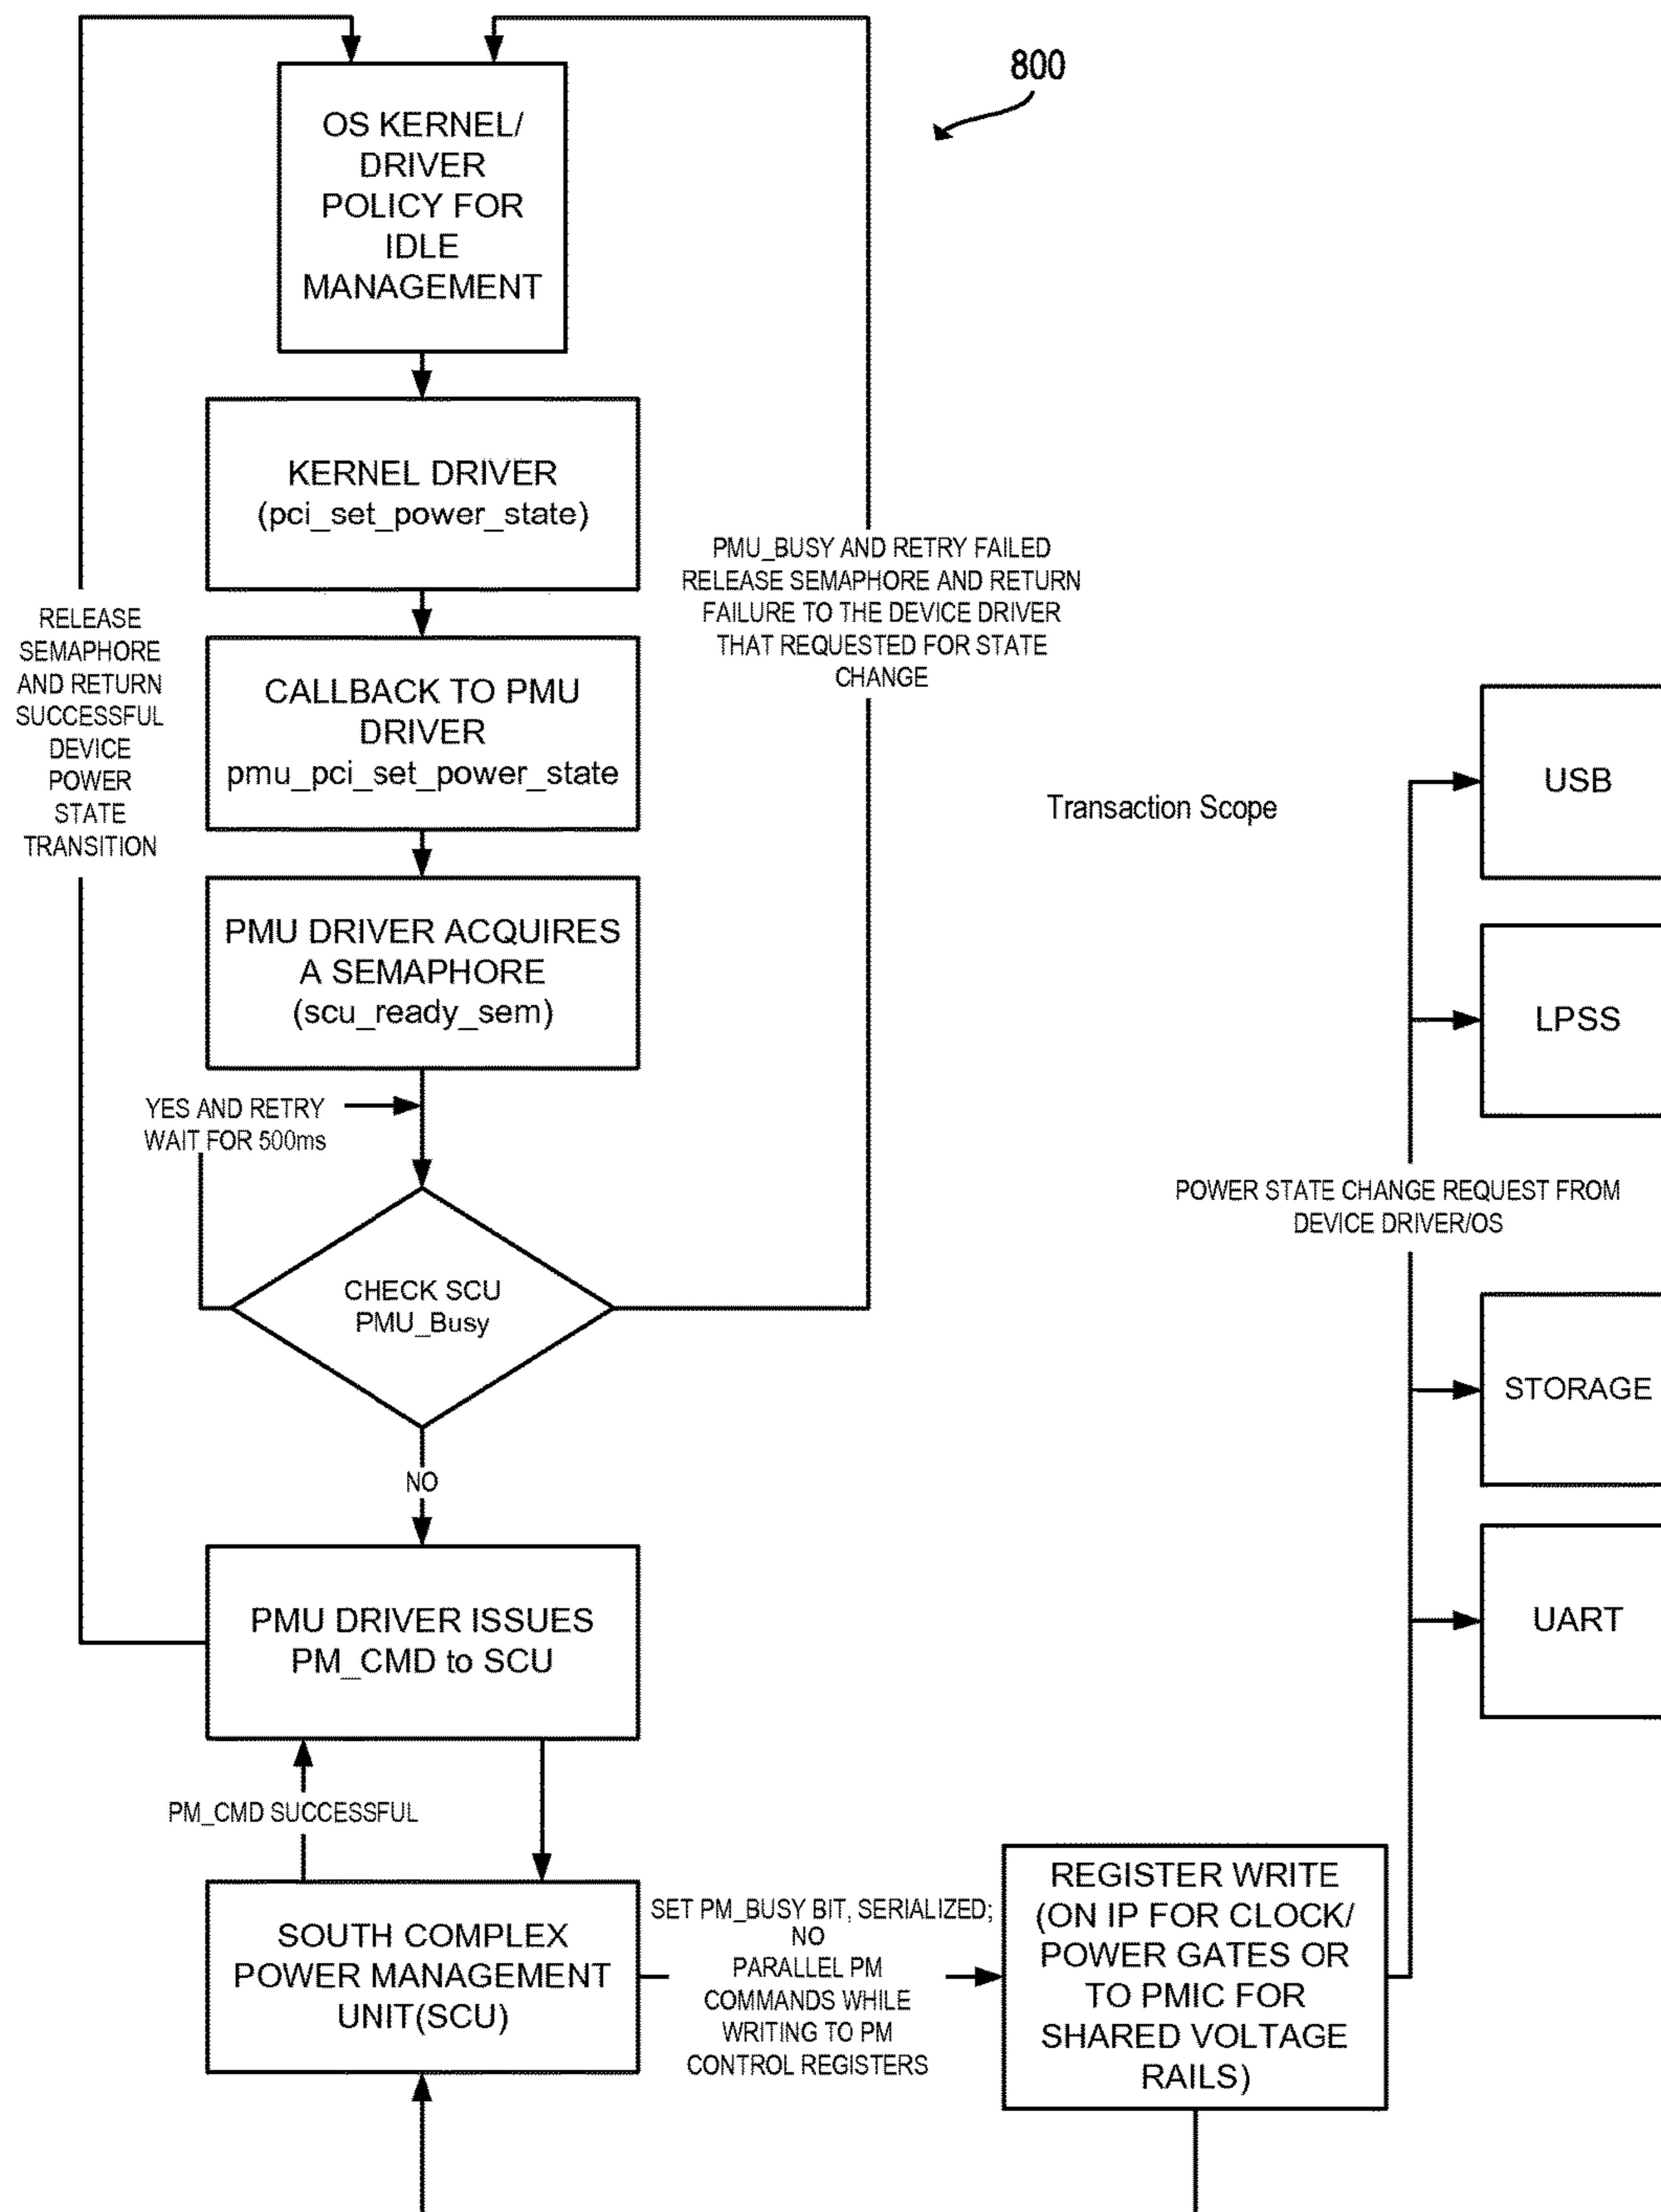 800
OS KERNEL/
DRIVER
POLICY FOR
IDLE
MANAGEMENT
KERNEL DRIVER
(pci_set_power_state)
PMU_BUSY AND RETRY FAILED
RELEASE SEMAPHORE AND RETURN
FAILURE TO THE DEVICE DRIVER
THAT REQUESTED FOR STATE
CHANGE
RELEASE
SEMAPHORE
AND RETURN
SUCCESSFUL
DEVICE
POWER
STATE
TRANSITION
CALLBACK TO PMU
DRIVER
pmu_pci_set_power_state
Transaction Scope
USB
PMU DRIVER ACQUIRES
A SEMAPHORE
(scu_ready_sem)
LPSS
YES AND RETRY
WAIT FOR 500ms
POWER STATE CHANGE REQUEST FROM
DEVICE DRIVER/OS
CHECK SCU
PMU_Busy
STORAGE
NO
PMU DRIVER ISSUES
PM_CMD to SCU
UART
PM_CMD SUCCESSFUL
SOUTH COMPLEX
POWER MANAGEMENT
UNIT(SCU)
SET PM_BUSY BIT, SERIALIZED;
NO
PARALLEL PM
COMMANDS WHILE
WRITING TO PM
CONTROL REGISTERS
REGISTER WRITE
(ON IP FOR CLOCK/
POWER GATES OR
TO PMIC FOR
SHARED VOLTAGE
RAILS)